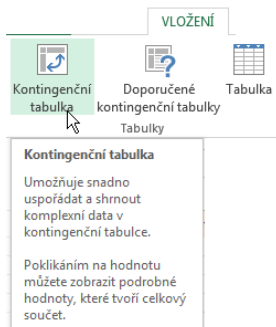 VLOŽENÍ
Kontingenční
tabulka
Doporučené
kontingenční tabulky
Tabulka
Tabulky
Kontingenční tabulka
Umožňuje snadno
uspořádat a shrnout
komplexní data v
kontingenční tabulce.
Poklikáním na hodnotu
můžete zobrazit podrobné
hodnoty, které tvoří celkový
součet.